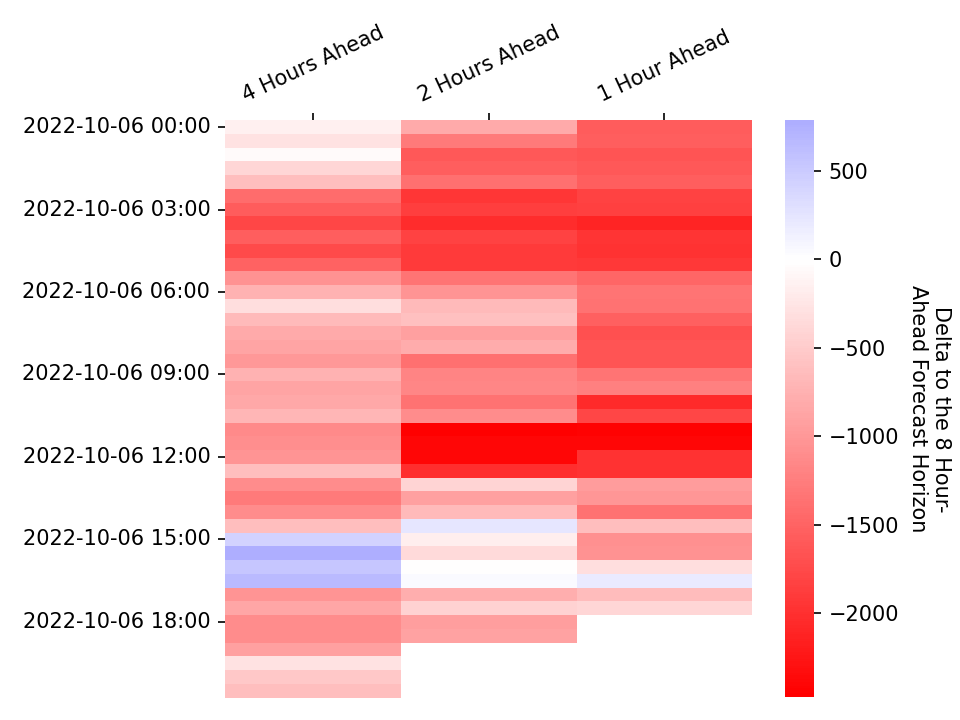 4 Hours Ahead
2 Hours Ahead
1 Hour Ahead
2022-10-06 00:00
2022-10-06 03:00
2022-10-06 06:00
2022-10-06 09:00
2022-10-06 12:00
2022-10-06 15:00
2022-10-06 18:00
500
0
−500
−1000
−1500
−2000
Delta to the 8 Hour-
Ahead Forecast Horizon